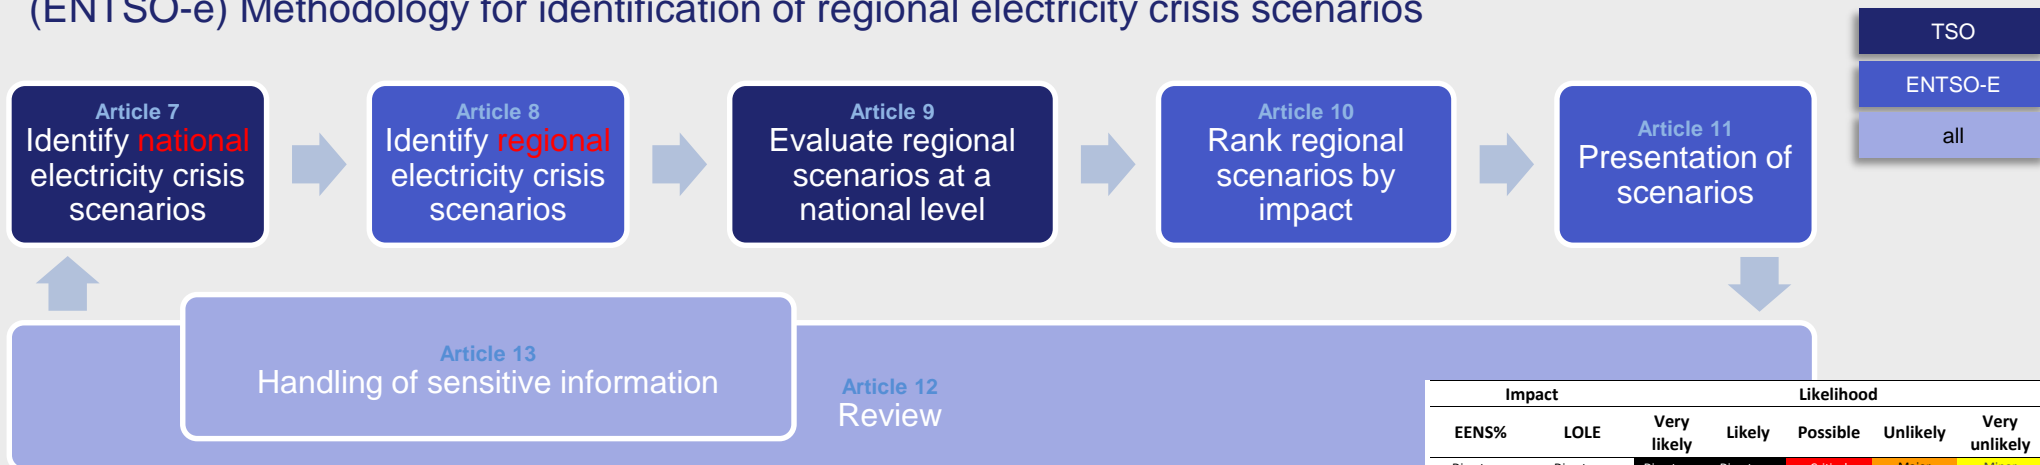 (ENTSO-e) Methodology for identification of regional electricity crisis scenarios
TSO
ENTSO-E
all
Article 7
Identify national
electricity crisis
scenarios
Article 8
Identify regional
electricity crisis
scenarios
Article 9
Evaluate regional
scenarios at a
national level
Article 10
Rank regional
scenarios by
impact
Article 11
Presentation of
scenarios
Article 13
Handling of sensitive information
Article 12
Review
Impact Likelihood
EENS% LOLE Very likely Likely Possible Unlikely Very unlikely